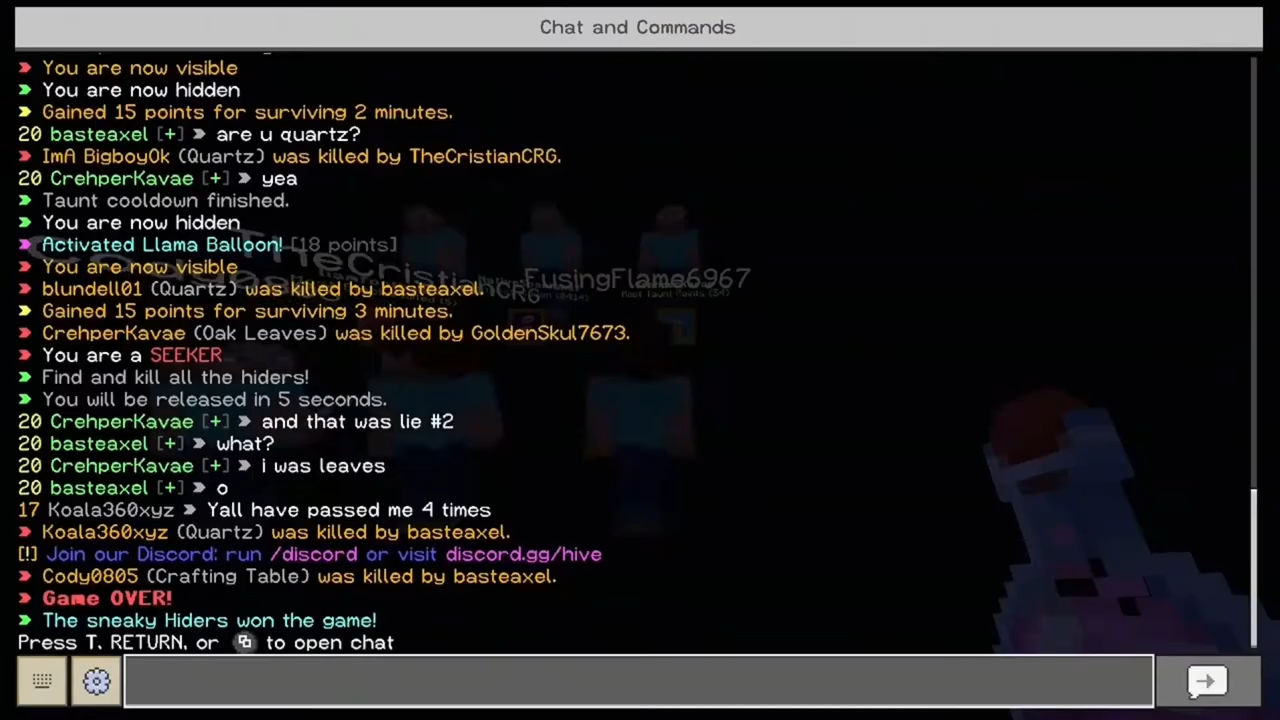 Chat and Commands
You are now visible
You are now hidden
Gained 15 points for surviving 2 minutes.
20 basteaxel [+] » are u quartz?
ImA BigboyOk (Quartz) was killed by TheCristianCRG.
20 CrehperKavae [+] » yea
Taunt cooldown finished.
You are now hidden
Activated Llama Balloon! [18 points]
You are now visible
FusingFlame6967
blundell01 (Quartz) was killed by basteaxel.
Gained 15 points for surviving 3 minutes.
CrehperKavae (Oak Leaves) was killed by GoldenSkul7673.
You are a SEEKER
Find and kill all the hiders!
You will be released in 5 seconds.
20 CrehperKavae [+] » and that was lie #2
20 basteaxel [+] » what?
20 CrehperKavae [+] » i was leaves
20 basteaxel [+] » o
17 Koala360xyz » Yall have passed me 4 times
Koala360xyz (Quartz) was killed by basteaxel.
[!] Join our Discord: run /discord or visit discord.gg/hive
Cody0805 (Crafting Table) was killed by basteaxel.
Game OVER!
The sneaky Hiders won the game!
Press T, RETURN, or to open chat